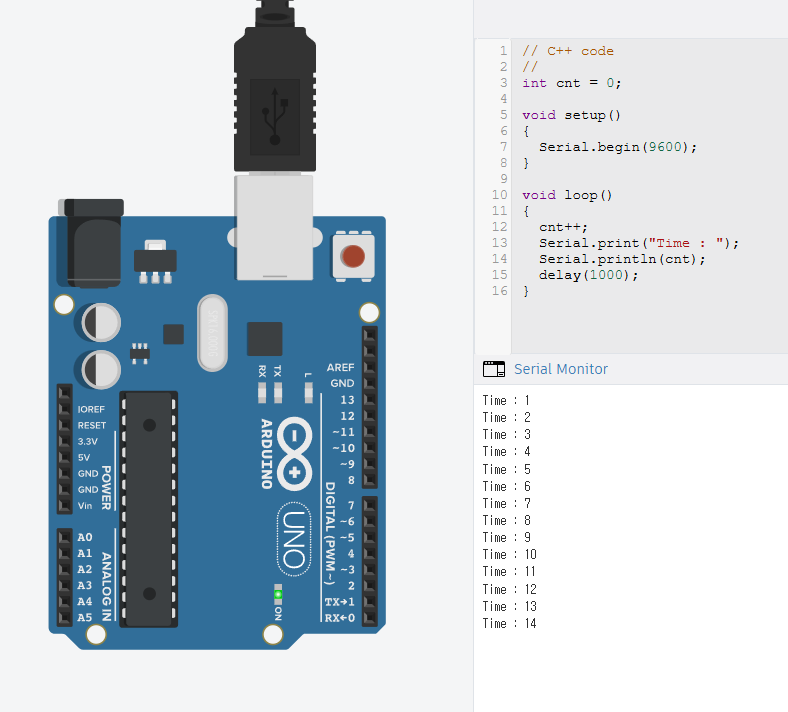 1 // C++ code
2 //
3 int cnt = 0;
4
5 void setup()
6 {
7   Serial.begin(9600);
8 }
9
10 void loop()
11 {
12   cnt++;
13   Serial.print("Time : ");
14   Serial.println(cnt);
15   delay(1000);
16 }
Serial Monitor
Time : 1
Time : 2
Time : 3
Time : 4
Time : 5
Time : 6
Time : 7
Time : 8
Time : 9
Time : 10
Time : 11
Time : 12
Time : 13
Time : 14
RX
TX
L
AREF
GND
13
12
~11
~10
~9
8
7
~6
~5
4
~3
2
TX→1
RX←0
DIGITAL (PWM~)
ARDUINO
UNO
ON
IOREF
RESET
3.3V
5V
GND
GND
Vin
POWER
A0
A1
A2
A3
A4
A5
ANALOG IN